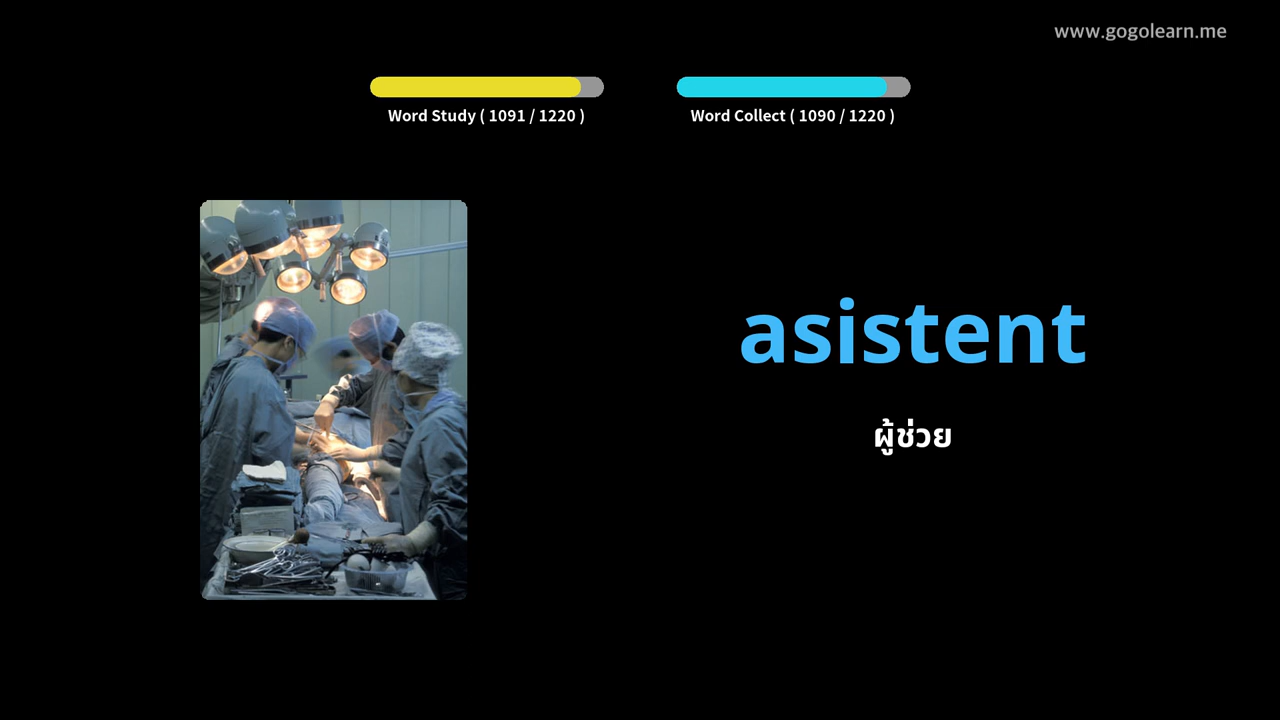 www.gogolearn.me
Word Study ( 1091 / 1220 )
Word Collect ( 1090 / 1220 )
asistent
ผู้ช่วย